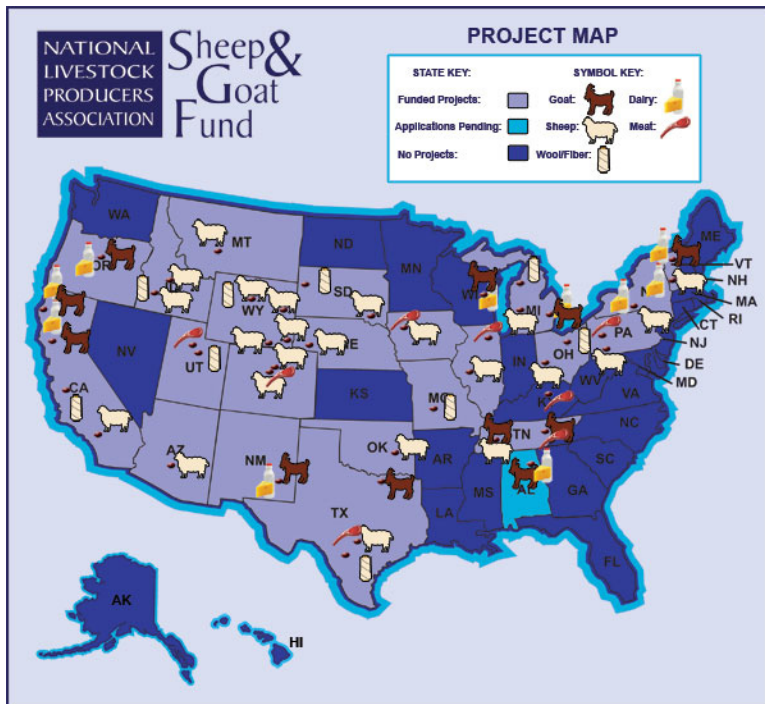 NATIONAL
LIVESTOCK
PRODUCERS
ASSOCIATION
Sheep &
Goat
Fund
PROJECT MAP
STATE KEY:
SYMBOL KEY:
Funded Projects:
Goat:
Dairy:
Applications Pending:
Sheep:
Meat:
No Projects:
Wool/Fiber:
WA
MT
ND
MN
ME
VT
NH
MA
RI
CT
NJ
DE
MD
OR
SD
WY
MI
PA
NV
UT
NE
IN
OH
WV
VA
CA
KS
MO
NC
AZ
NM
OK
AR
TN
SC
TX
LA
MS
AL
GA
FL
AK
HI